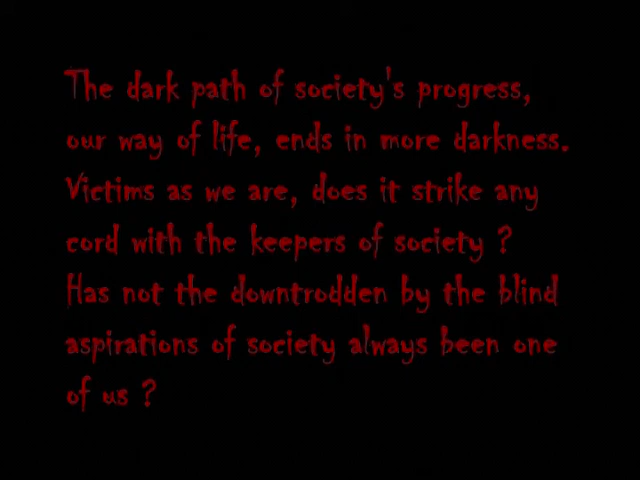 The dark path of society's progress,
our way of life, ends in more darkness.
Victims as we are, does it strike any
cord with the keepers of society ?
Has not the downtrodden by the blind
aspirations of society always been one
of us ?